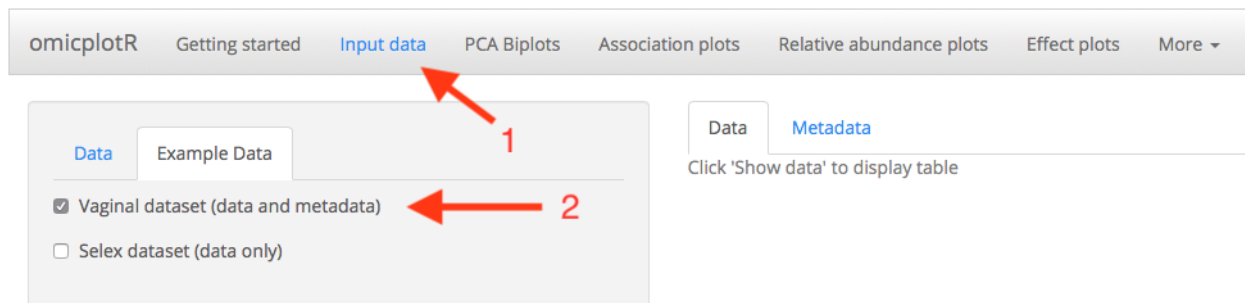 omicplotR Getting started Input data PCA Biplots Association plots Relative abundance plots Effect plots More
1
Data Example Data
Vaginal dataset (data and metadata)
2
Selex dataset (data only)
Data Metadata
Click 'Show data' to display table